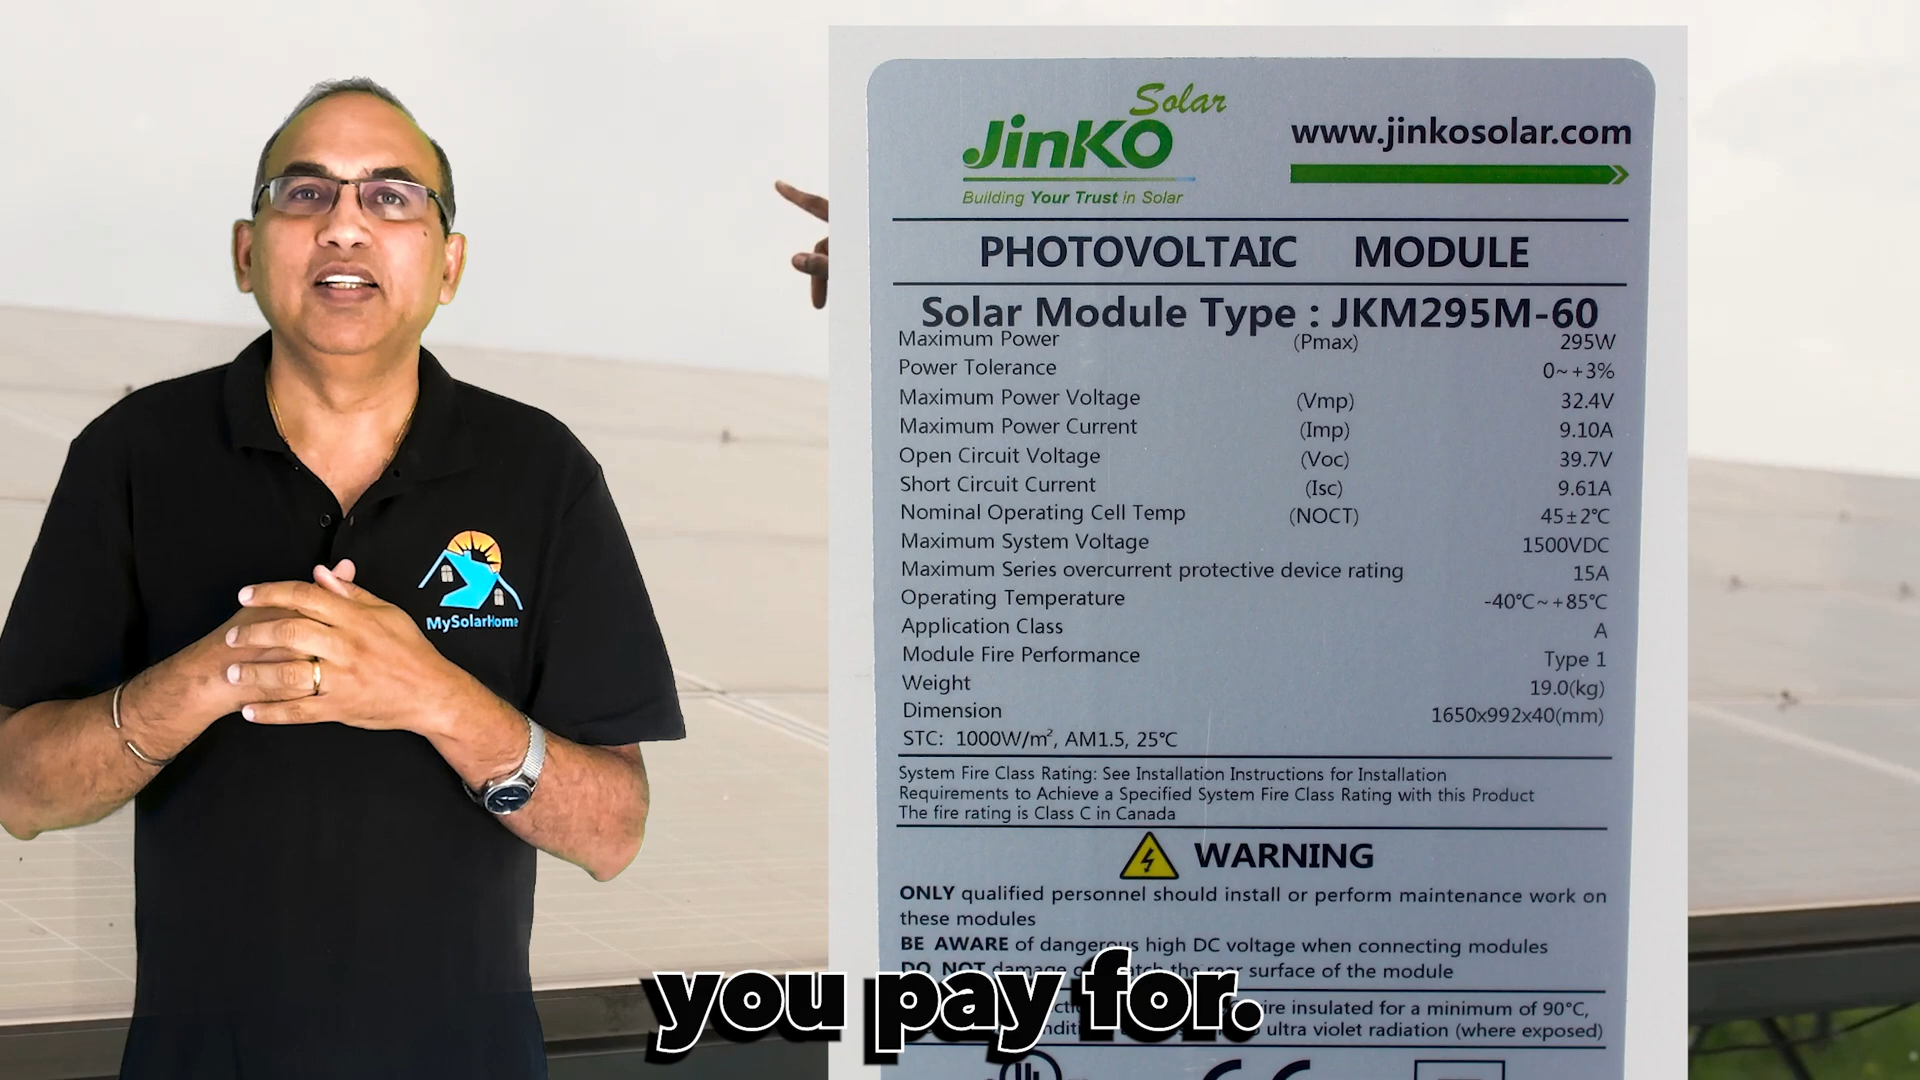 Solar
JinKO
Building Your Trust in Solar
www.jinkosolar.com
PHOTOVOLTAIC MODULE
Solar Module Type : JKM295M-60
Maximum Power (Pmax) 295W
Power Tolerance 0~+3%
Maximum Power Voltage (Vmp) 32.4V
Maximum Power Current (Imp) 9.10A
Open Circuit Voltage (Voc) 39.7V
Short Circuit Current (Isc) 9.61A
Nominal Operating Cell Temp (NOCT) 45±2℃
Maximum System Voltage 1500VDC
Maximum Series overcurrent protective device rating 15A
Operating Temperature -40℃~+85℃
Application Class A
Module Fire Performance Type 1
Weight 19.0(kg)
Dimension 1650x992x40(mm)
STC: 1000W/m², AM1.5, 25℃
System Fire Class Rating: See Installation Instructions for Installation
Requirements to Achieve a Specified System Fire Class Rating with this Product
The fire rating is Class C in Canada
WARNING
ONLY qualified personnel should install or perform maintenance work on
these modules
BE AWARE of dangerous high DC voltage when connecting modules
DO NOT damage or the rear surface of the module
insulated for a minimum of 90℃,
ultra violet radiation (where exposed)
UL
CE
MySolarHome
you pay for.